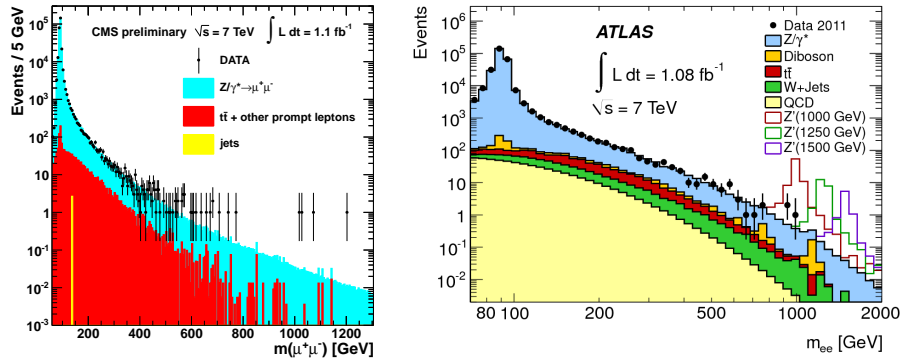 CMS preliminary √s = 7 TeV ∫ L dt = 1.1 fb⁻¹
DATA
Z/γ*→μ⁺μ⁻
tt̄ + other prompt leptons
jets
Events / 5 GeV
10⁵
10⁴
10³
10²
10
1
10⁻¹
10⁻²
10⁻³
200 400 600 800 1000 1200
m(μ⁺μ⁻) [GeV]
ATLAS
∫ L dt = 1.08 fb⁻¹
√s = 7 TeV
Data 2011
Z/γ*
Diboson
tt̄
W+Jets
QCD
Z'(1000 GeV)
Z'(1250 GeV)
Z'(1500 GeV)
Events
10⁶
10⁵
10⁴
10³
10²
10
1
10⁻¹
10⁻²
80 100 200 300 400 500 1000 2000
m_ee [GeV]